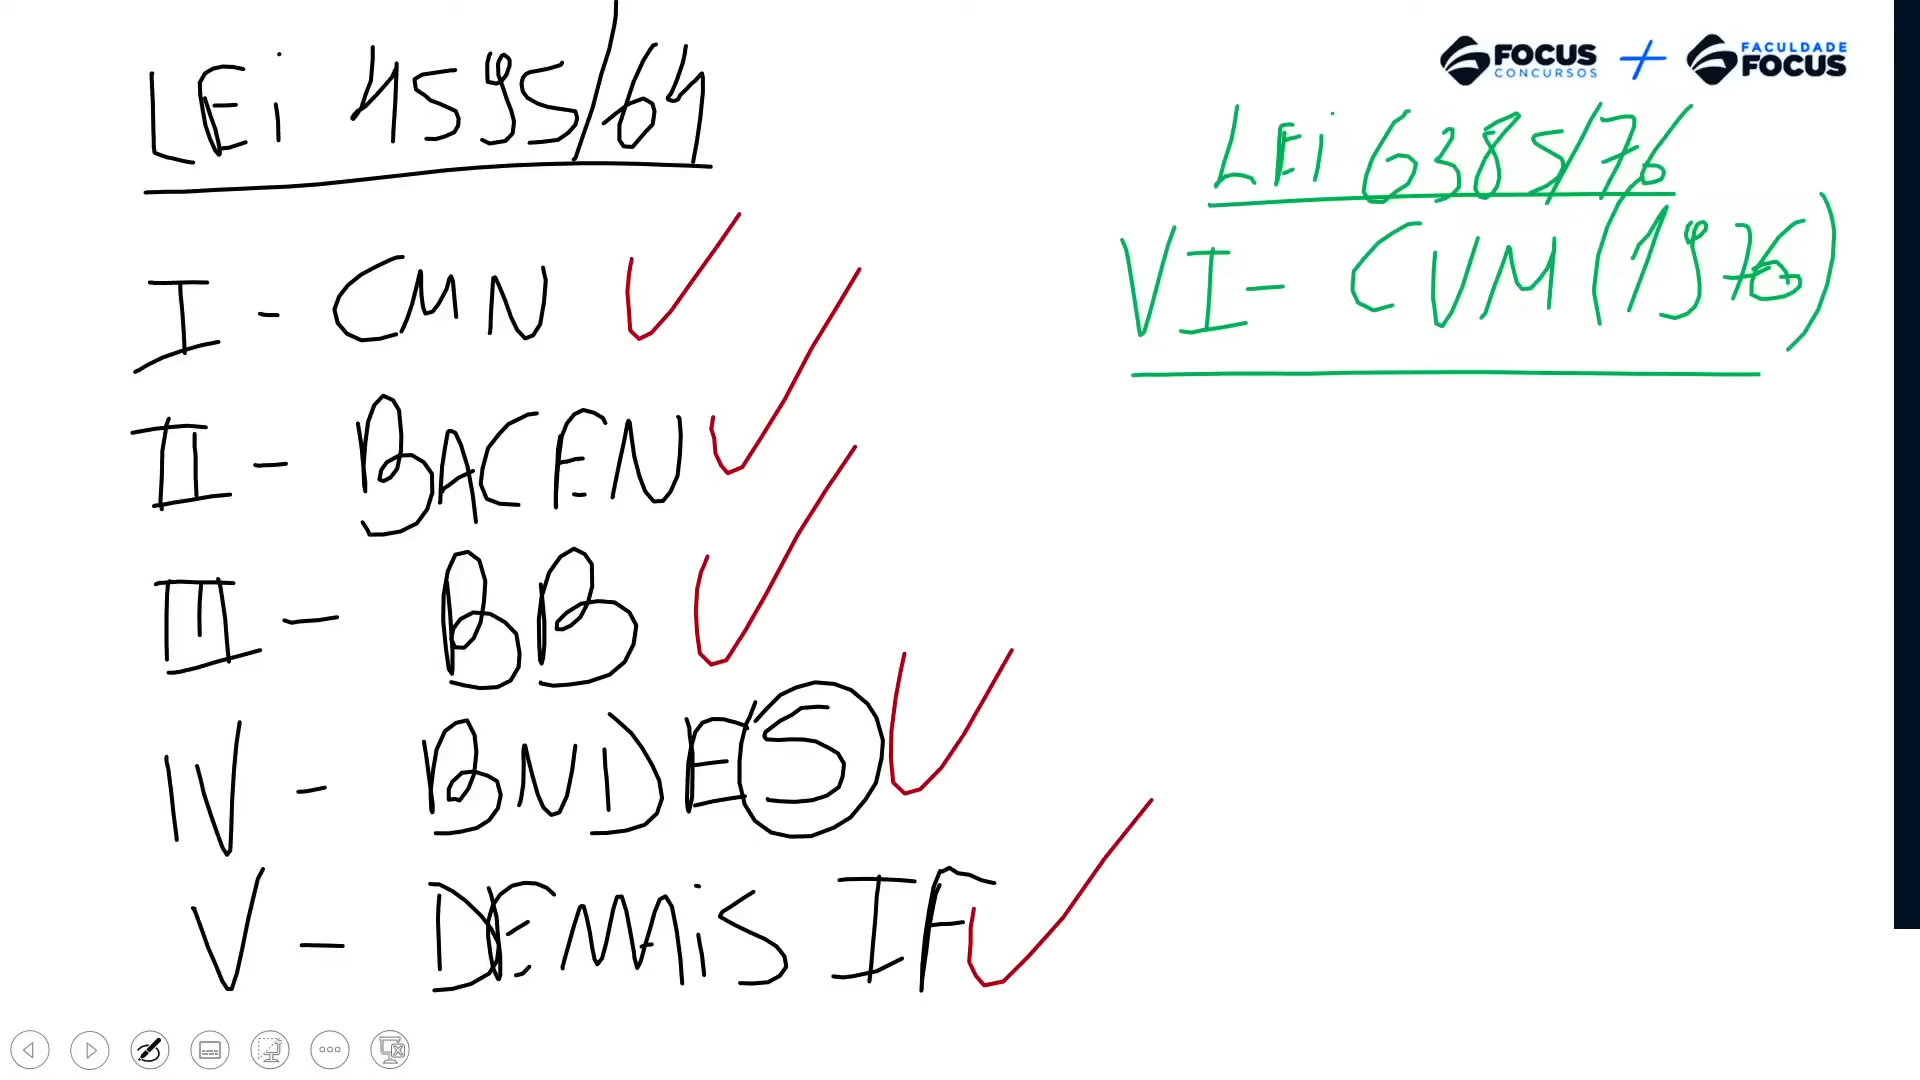 LEi 4595/64
I - CMN
II - BACEN
III - BB
IV - BNDES
V - DEMAIS IF
FOCUS CONCURSOS + FACULDADE FOCUS
LEi 6385/76
VI - CVM (1976)